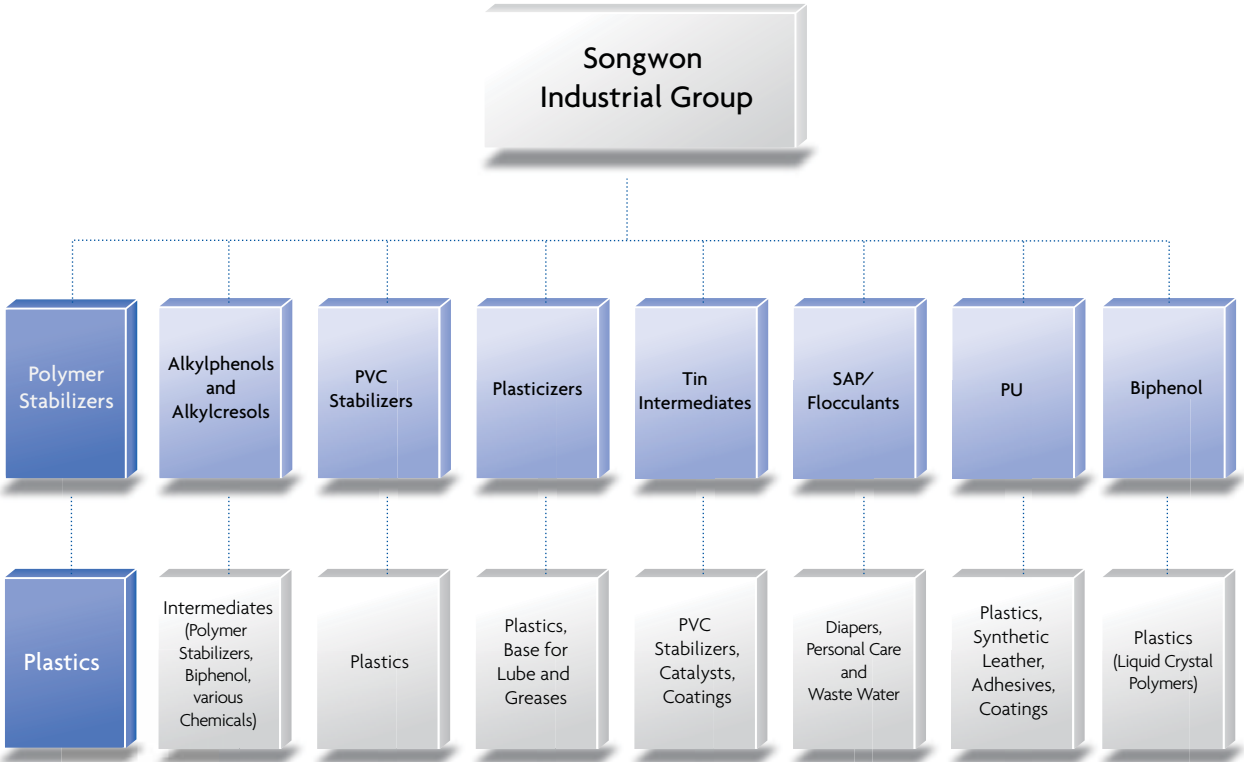 Songwon
Industrial Group
Polymer
Stabilizers
Alkylphenols
and
Alkylcresols
PVC
Stabilizers
Plasticizers
Tin
Intermediates
SAP/
Flocculants
PU
Biphenol
Plastics
Intermediates
(Polymer
Stabilizers,
Biphenol,
various
Chemicals)
Plastics
Plastics,
Base for
Lube and
Greases
PVC
Stabilizers,
Catalysts,
Coatings
Diapers,
Personal Care
and
Waste Water
Plastics,
Synthetic
Leather,
Adhesives,
Coatings
Plastics
(Liquid Crystal
Polymers)